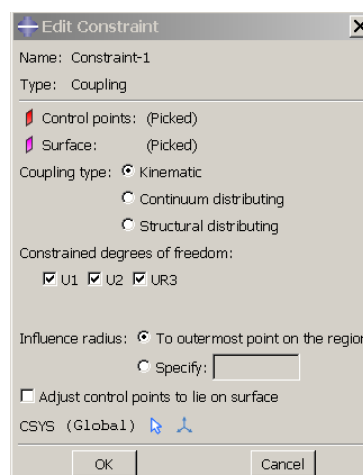 Edit Constraint
Name: Constraint-1
Type: Coupling
Control points: (Picked)
Surface: (Picked)
Coupling type: Kinematic
Continuum distributing
Structural distributing
Constrained degrees of freedom:
U1 U2 UR3
Influence radius: To outermost point on the region
Specify:
Adjust control points to lie on surface
CSYS (Global)
OK Cancel